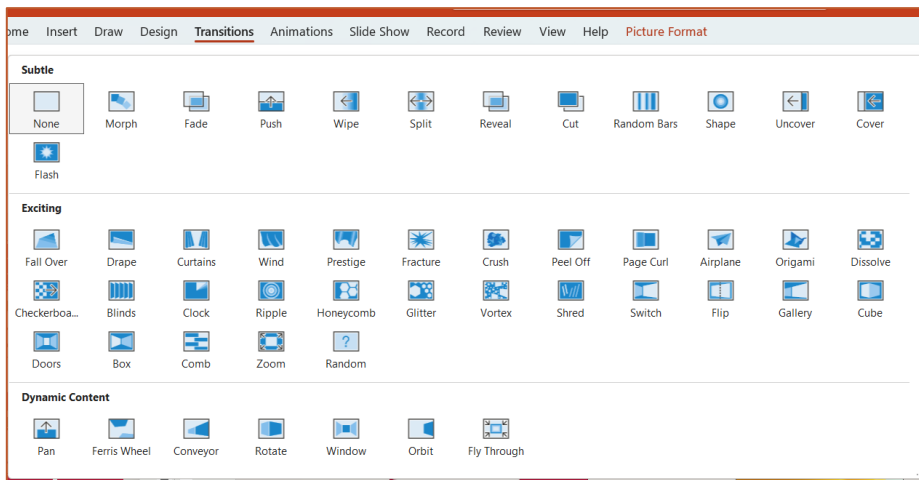 ome Insert Draw Design Transitions Animations Slide Show Record Review View Help Picture Format
Subtle
None Morph Fade Push Wipe Split Reveal Cut Random Bars Shape Uncover Cover
Flash
Exciting
Fall Over Drape Curtains Wind Prestige Fracture Crush Peel Off Page Curl Airplane Origami Dissolve
Checkerboa... Blinds Clock Ripple Honeycomb Glitter Vortex Shred Switch Flip Gallery Cube
Doors Box Comb Zoom Random
Dynamic Content
Pan Ferris Wheel Conveyor Rotate Window Orbit Fly Through